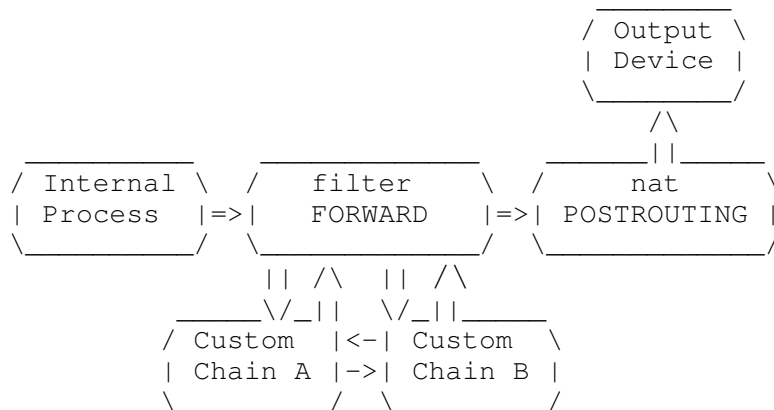 Output
Device
Internal filter nat
Process |=>| FORWARD |=>| POSTROUTING
Custom |<-| Custom
Chain A |->| Chain B